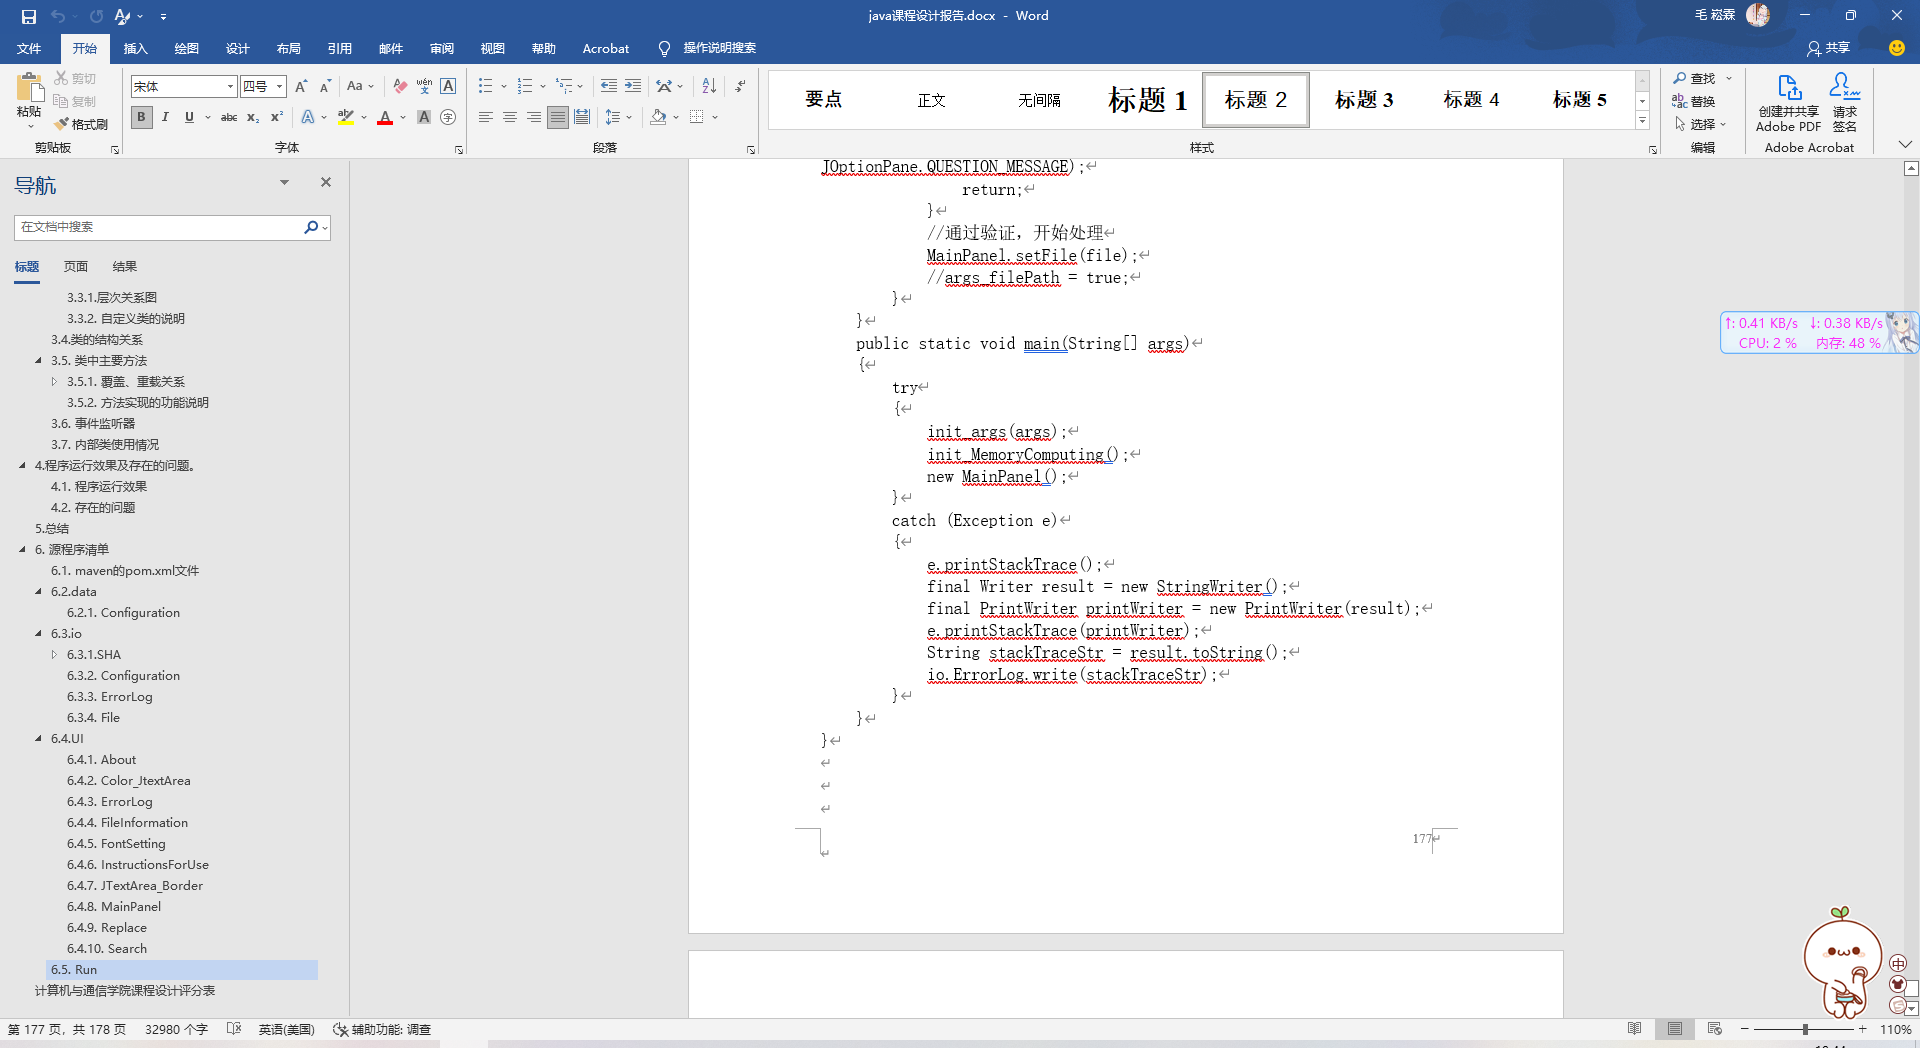 java课程设计报告.docx - Word
毛 崧霖
文件 开始 插入 绘图 设计 布局 引用 邮件 审阅 视图 帮助 Acrobat 操作说明搜索 共享
粘贴
剪切
复制
格式刷
剪贴板
宋体 四号
字体
段落
要点 正文 无间隔 标题 1 标题 2 标题 3 标题 4 标题 5
样式
查找
替换
选择
编辑
创建并共享
Adobe PDF
请求
签名
Adobe Acrobat
导航
在文档中搜索
标题 页面 结果
3.3.1.层次关系图
3.3.2. 自定义类的说明
3.4.类的结构关系
3.5. 类中主要方法
3.5.1. 覆盖、重载关系
3.5.2. 方法实现的功能说明
3.6. 事件监听器
3.7. 内部类使用情况
4.程序运行效果及存在的问题。
4.1. 程序运行效果
4.2. 存在的问题
5.总结
6. 源程序清单
6.1. maven的pom.xml文件
6.2.data
6.2.1. Configuration
6.3.io
6.3.1.SHA
6.3.2. Configuration
6.3.3. ErrorLog
6.3.4. File
6.4.UI
6.4.1. About
6.4.2. Color_JtextArea
6.4.3. ErrorLog
6.4.4. FileInformation
6.4.5. FontSetting
6.4.6. InstructionsForUse
6.4.7. JTextArea_Border
6.4.8. MainPanel
6.4.9. Replace
6.4.10. Search
6.5. Run
计算机与通信学院课程设计评分表
JOptionPane.QUESTION_MESSAGE);
return;
}
//通过验证，开始处理
MainPanel.setFile(file);
//args_filePath = true;
}
}
public static void main(String[] args)
{
try
{
init_args(args);
init_MemoryComputing();
new MainPanel();
}
catch (Exception e)
{
e.printStackTrace();
final Writer result = new StringWriter();
final PrintWriter printWriter = new PrintWriter(result);
e.printStackTrace(printWriter);
String stackTraceStr = result.toString();
io.ErrorLog.write(stackTraceStr);
}
}
}
177
↑: 0.41 KB/s ↓: 0.38 KB/s
CPU: 2 % 内存: 48 %
中
第 177 页，共 178 页 32980 个字 英语(美国) 辅助功能: 调查 110%